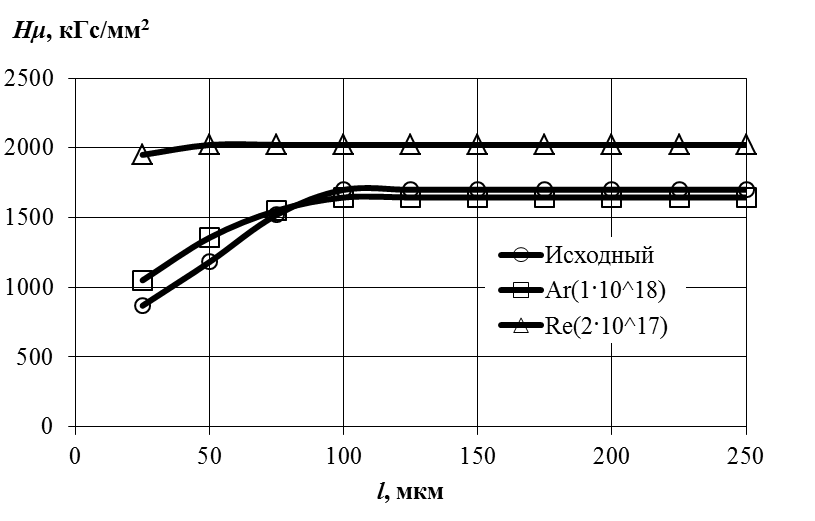 Hμ, кГс/мм²
2500
2000
1500
1000
500
0
Исходный
Ar(1·10^18)
Re(2·10^17)
0 50 100 150 200 250
l, мкм